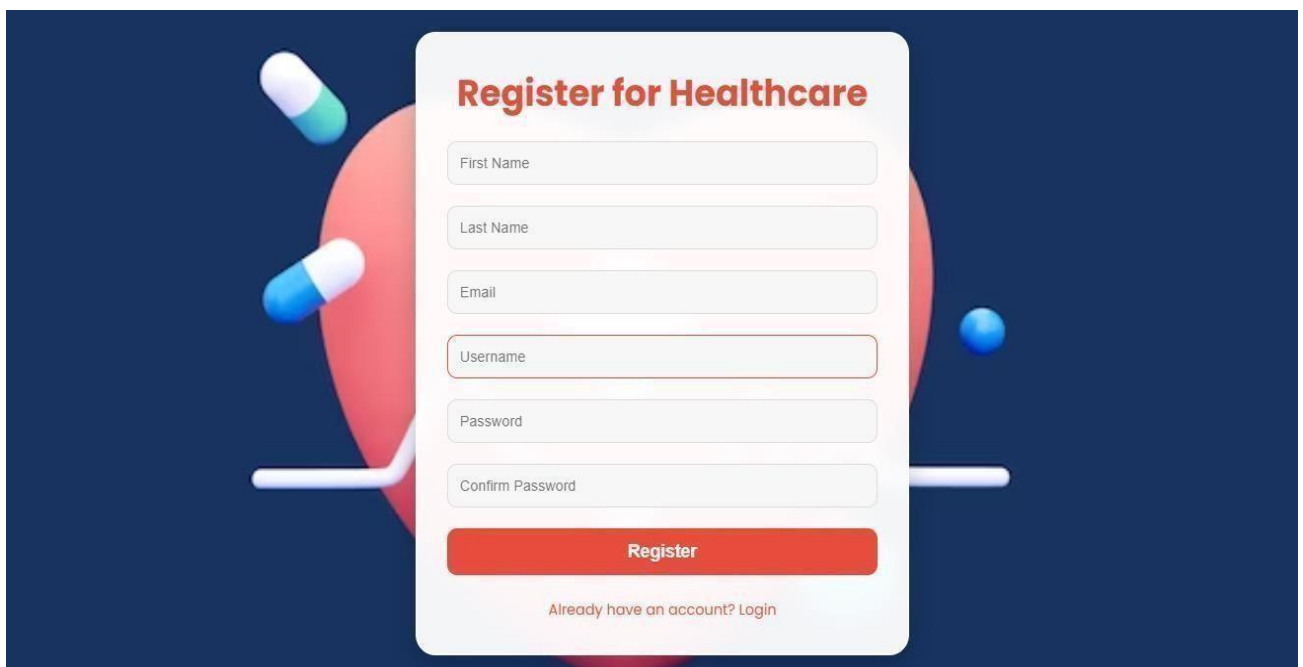 Register for Healthcare
First Name
Last Name
Email
Username
Password
Confirm Password
Register
Already have an account? Login